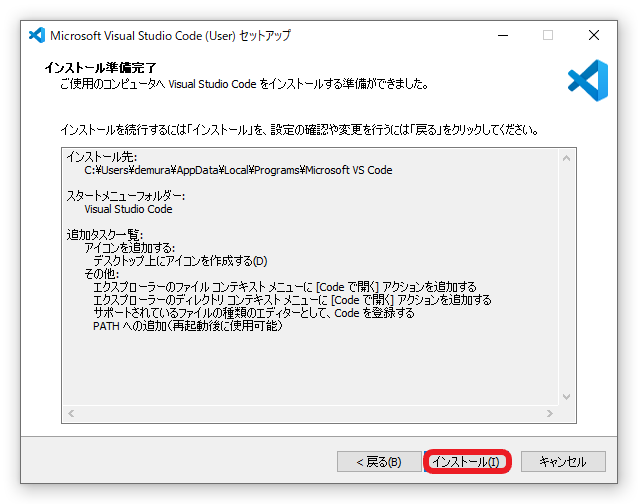 Microsoft Visual Studio Code (User) セットアップ
インストール準備完了
ご使用のコンピュータへ Visual Studio Code をインストールする準備ができました。
インストールを続行するには「インストール」を、設定の確認や変更を行うには「戻る」をクリックしてください。
インストール先:
C:¥Users¥demura¥AppData¥Local¥Programs¥Microsoft VS Code
スタートメニューフォルダー:
Visual Studio Code
追加タスク一覧:
アイコンを追加する:
デスクトップ上にアイコンを作成する(D)
その他:
エクスプローラーのファイル コンテキスト メニューに [Code で開く] アクションを追加する
エクスプローラーのディレクトリ コンテキスト メニューに [Code で開く] アクションを追加する
サポートされているファイルの種類のエディターとして、Code を登録する
PATH への追加（再起動後に使用可能）
< 戻る(B)
インストール(I)
キャンセル